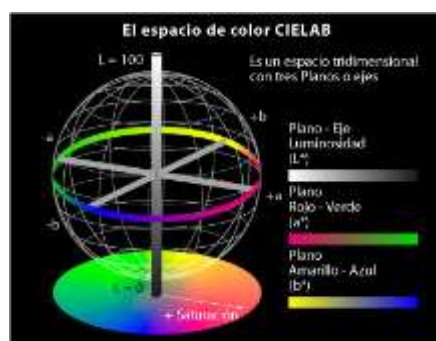 El espacio de color CIELAB
L = 100
Es un espacio tridimensional
con tres Planos o ejes
+b
-a
Plano - Eje
Luminosidad
(L*)
+a
Plano
Rojo - Verde
(a*)
-b
Plano
Amarillo - Azul
(b*)
L = 0
+ Saturación